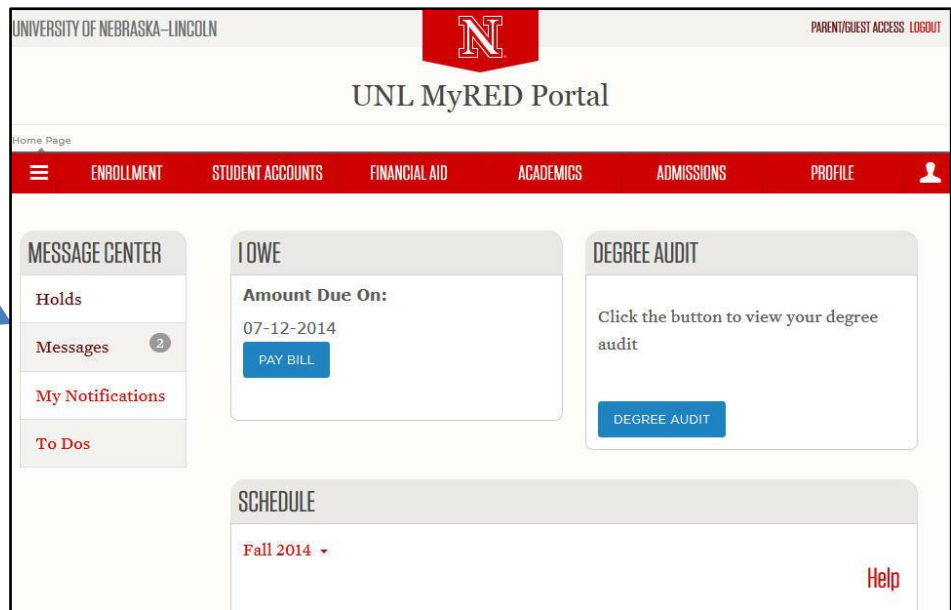 UNIVERSITY OF NEBRASKA–LINCOLN
N
PARENT/GUEST ACCESS LOGOUT
UNL MyRED Portal
Home Page
ENROLLMENT STUDENT ACCOUNTS FINANCIAL AID ACADEMICS ADMISSIONS PROFILE
MESSAGE CENTER
Holds
Messages 2
My Notifications
To Dos
I OWE
Amount Due On:
07-12-2014
PAY BILL
DEGREE AUDIT
Click the button to view your degree
audit
DEGREE AUDIT
SCHEDULE
Fall 2014
Help